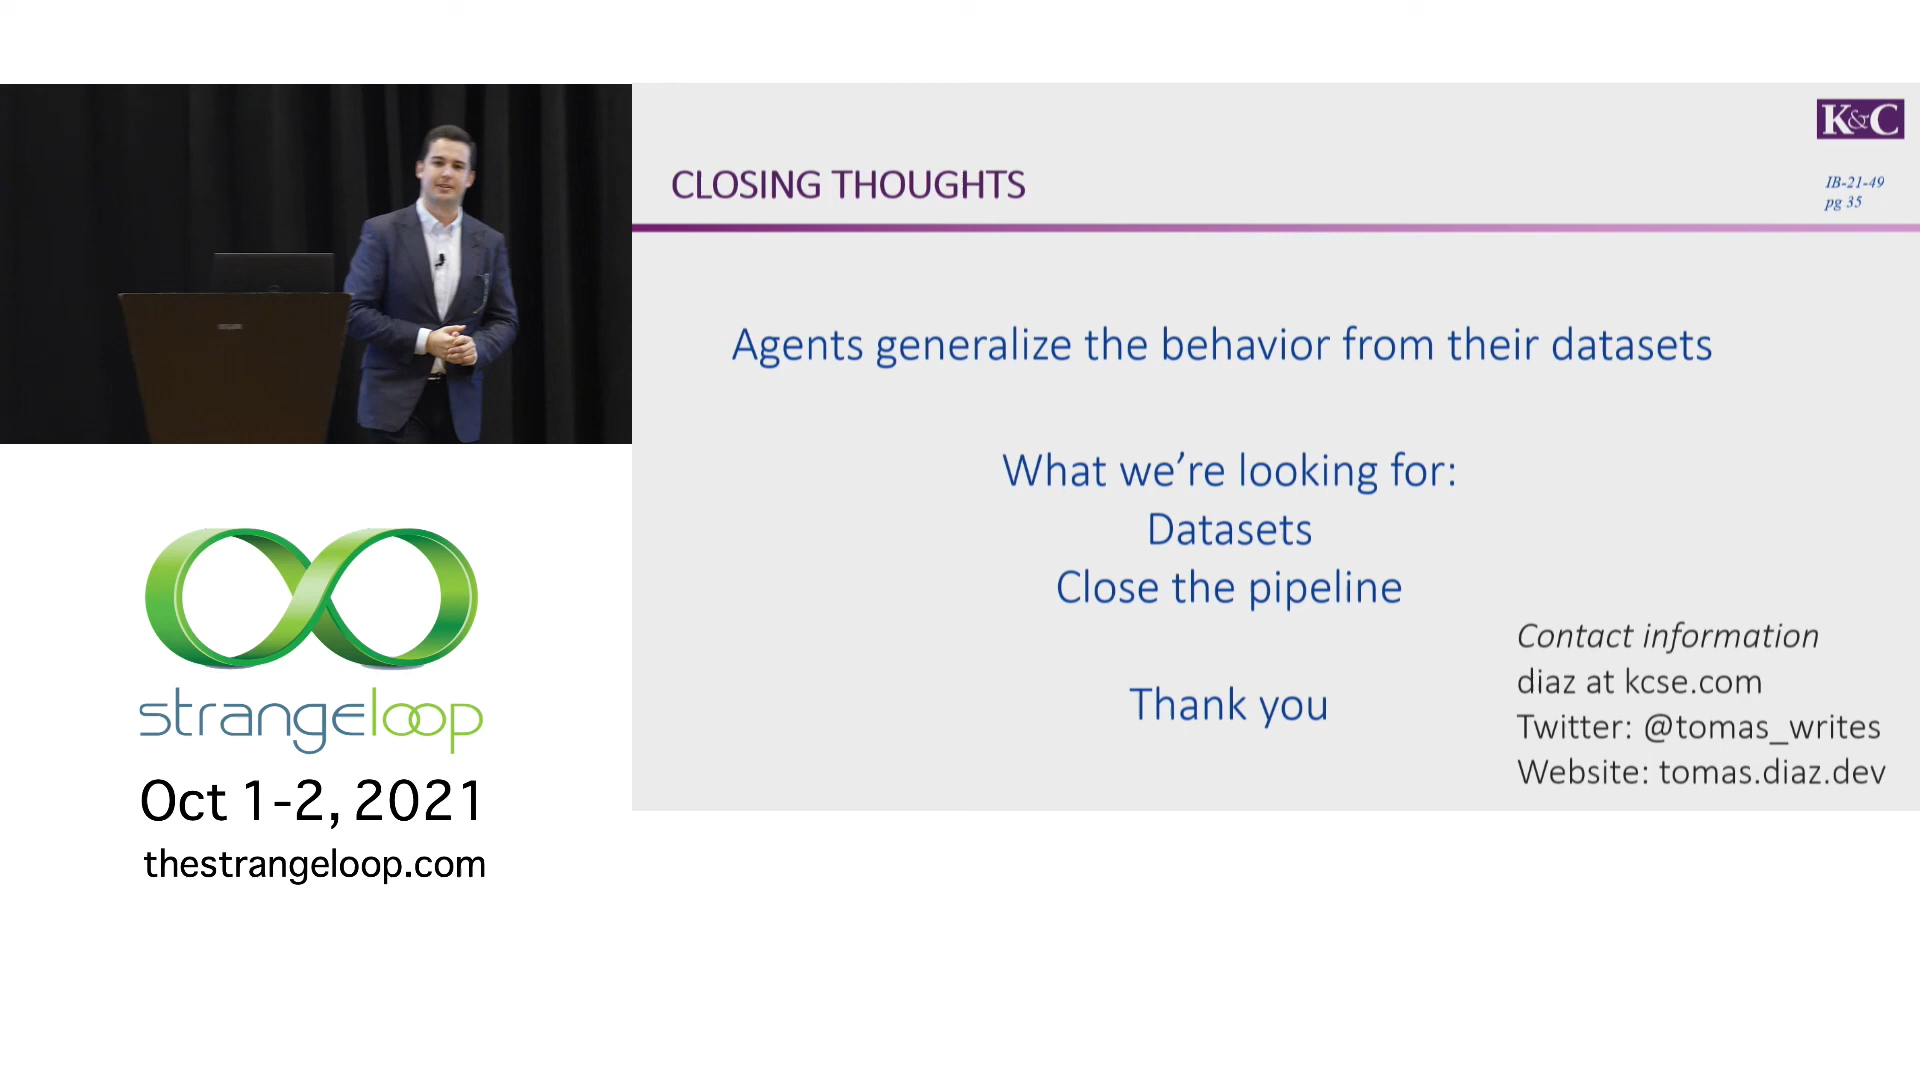 K&C
IB-21-49
pg 35
CLOSING THOUGHTS
Agents generalize the behavior from their datasets
What we’re looking for:
Datasets
Close the pipeline
Thank you
Contact information
diaz at kcse.com
Twitter: @tomas_writes
Website: tomas.diaz.dev
strangeloop
Oct 1-2, 2021
thestrangeloop.com